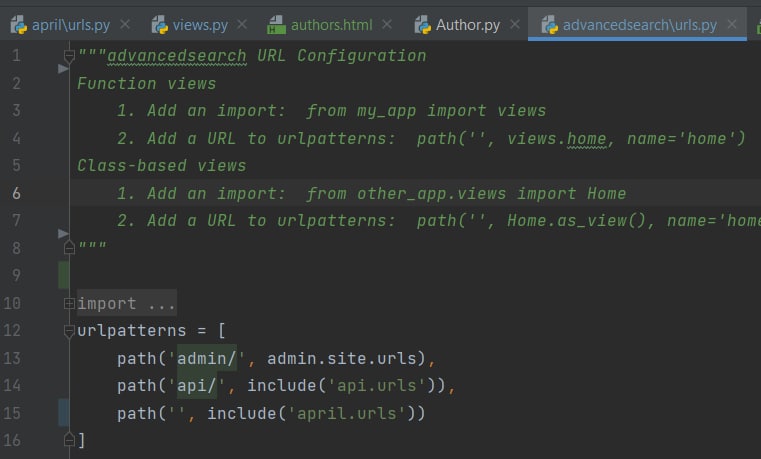 april\urls.py
views.py
authors.html
Author.py
advancedsearch\urls.py
1 """advancedsearch URL Configuration
2 Function views
3 1. Add an import:  from my_app import views
4 2. Add a URL to urlpatterns:  path('', views.home, name='home')
5 Class-based views
6 1. Add an import:  from other_app.views import Home
7 2. Add a URL to urlpatterns:  path('', Home.as_view(), name='home
8 """
9
10 import ...
12 urlpatterns = [
13 path('admin/', admin.site.urls),
14 path('api/', include('api.urls')),
15 path('', include('april.urls'))
16 ]